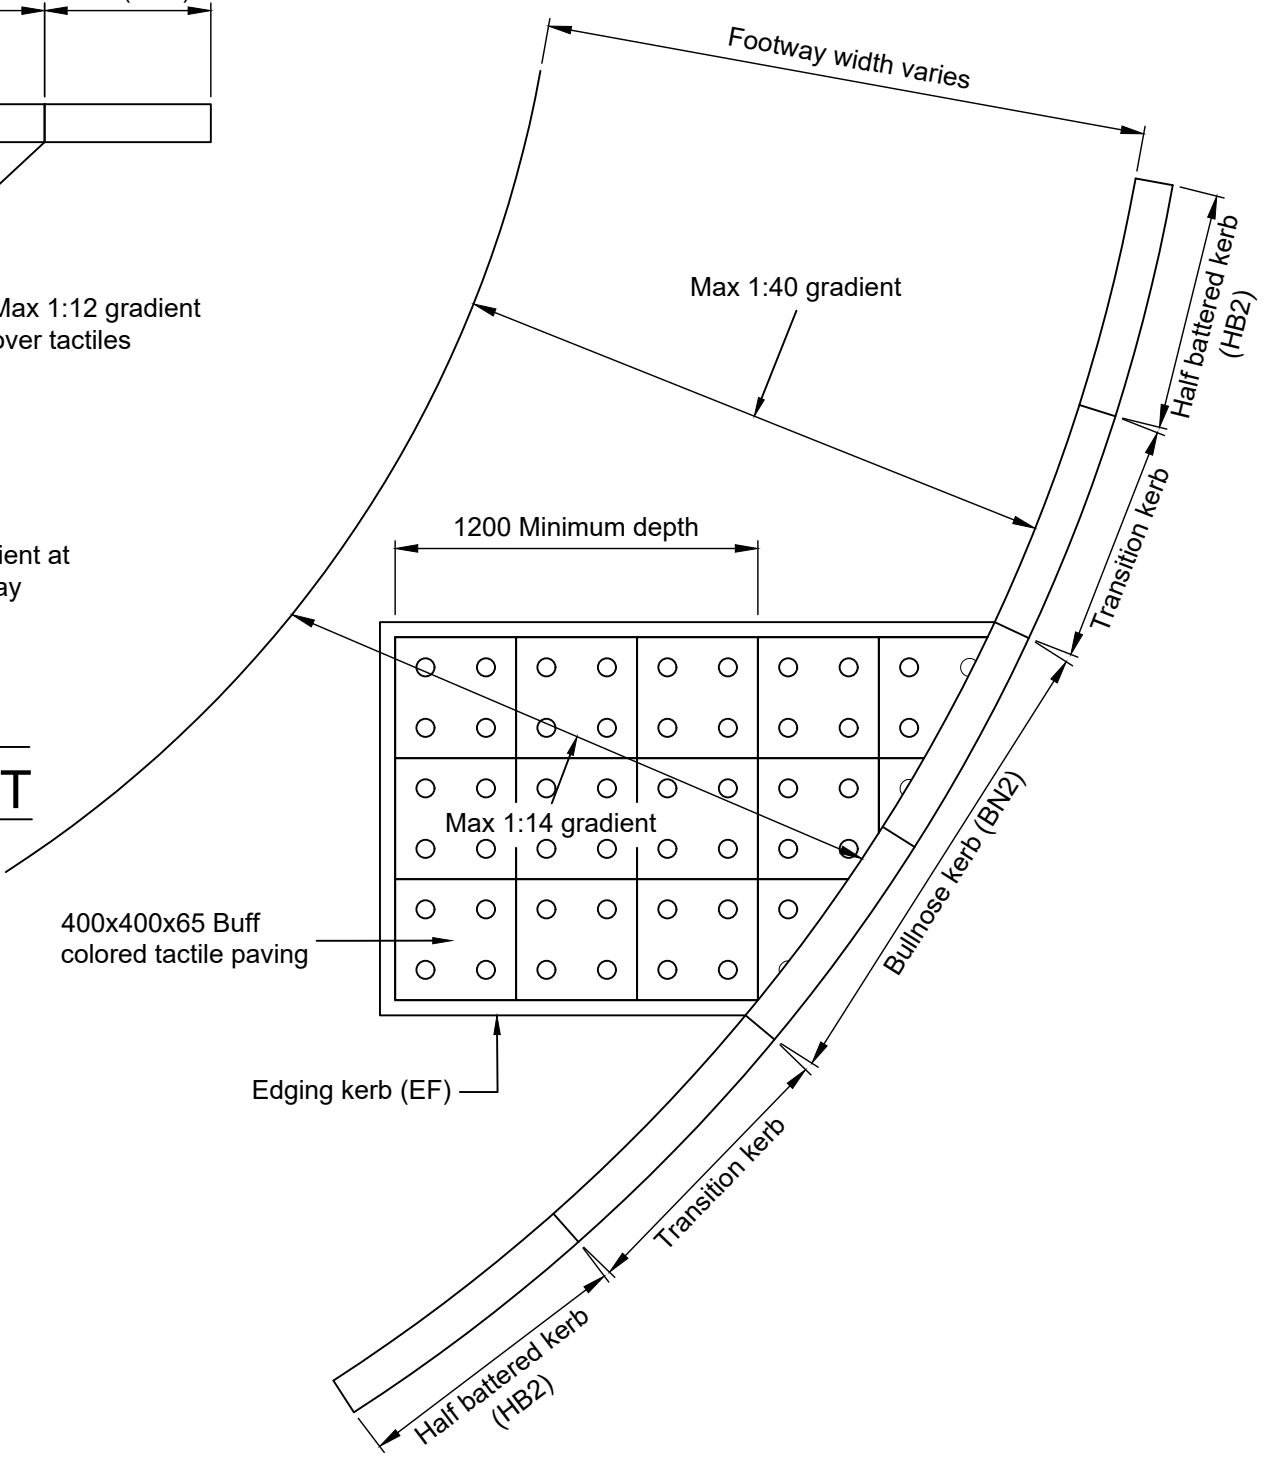 Footway width varies
Half battered kerb
(HB2)
Max 1:40 gradient
Max 1:12 gradient
over tactiles
Transition kerb
1200 Minimum depth
ient at
ay
T
Max 1:14 gradient
Bullnose kerb (BN2)
400x400x65 Buff
colored tactile paving
Edging kerb (EF)
Transition kerb
Half battered kerb
(HB2)